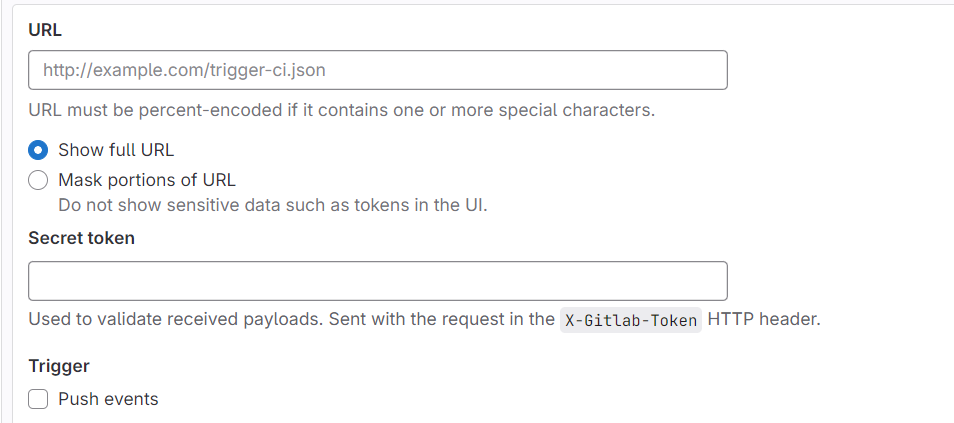 URL
http://example.com/trigger-ci.json
URL must be percent-encoded if it contains one or more special characters.
Show full URL
Mask portions of URL
Do not show sensitive data such as tokens in the UI.
Secret token
Used to validate received payloads. Sent with the request in the X-Gitlab-Token HTTP header.
Trigger
Push events